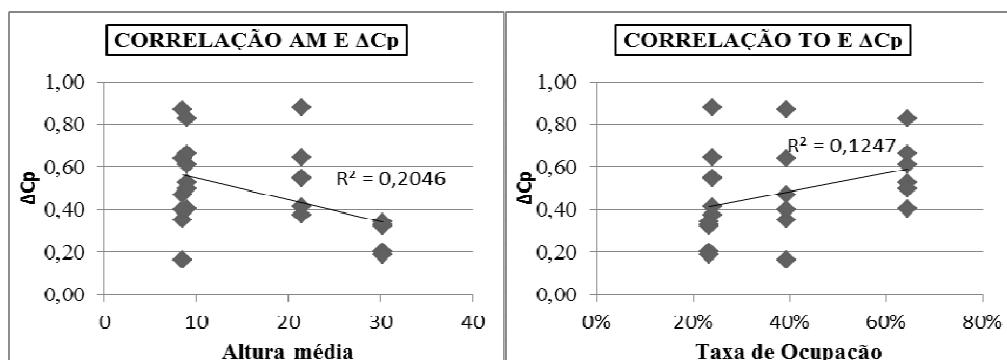 CORRELAÇÃO AM E ΔCp
1,00
0,80
0,60
0,40
0,20
0,00
ΔCp
R² = 0,2046
0
10
20
30
40
Altura média
CORRELAÇÃO TO E ΔCp
1,00
0,80
0,60
0,40
0,20
0,00
ΔCp
R² = 0,1247
0%
20%
40%
60%
80%
Taxa de Ocupação